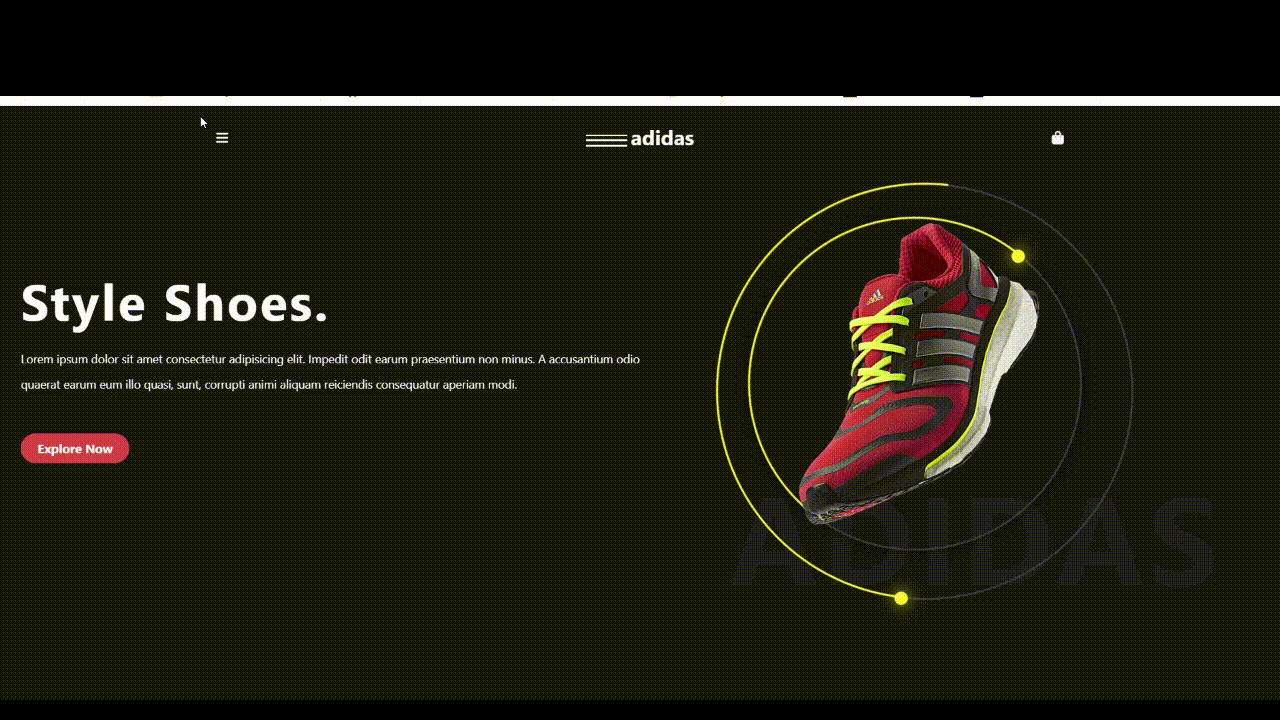 adidas
Style Shoes.
Lorem ipsum dolor sit amet consectetur adipisicing elit. Impedit odit earum praesentium non minus. A accusantium odio
quaerat earum eum illo quasi, sunt, corrupti animi aliquam reiciendis consequatur aperiam modi.
Explore Now
ADIDAS